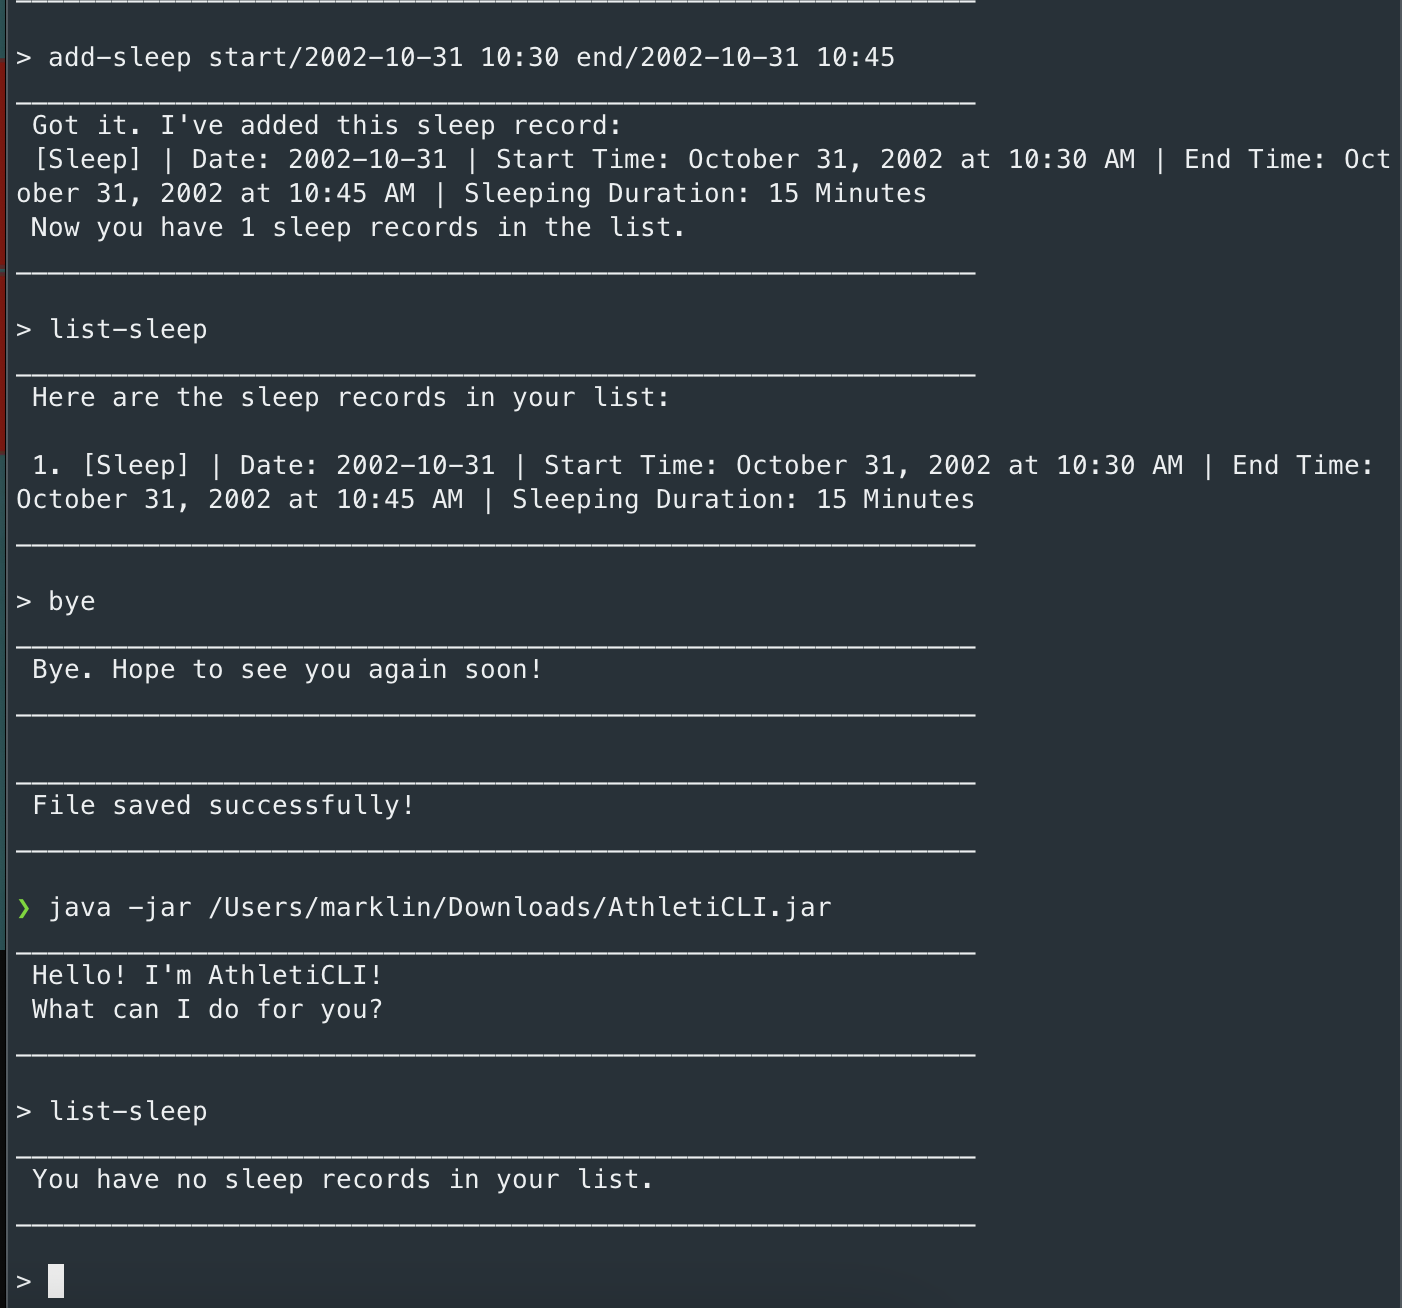 > add-sleep start/2002-10-31 10:30 end/2002-10-31 10:45
____________________________________________________________
Got it. I've added this sleep record:
[Sleep] | Date: 2002-10-31 | Start Time: October 31, 2002 at 10:30 AM | End Time: Oct
ober 31, 2002 at 10:45 AM | Sleeping Duration: 15 Minutes
Now you have 1 sleep records in the list.
____________________________________________________________
> list-sleep
____________________________________________________________
Here are the sleep records in your list:
1. [Sleep] | Date: 2002-10-31 | Start Time: October 31, 2002 at 10:30 AM | End Time:
October 31, 2002 at 10:45 AM | Sleeping Duration: 15 Minutes
____________________________________________________________
> bye
____________________________________________________________
Bye. Hope to see you again soon!
____________________________________________________________
____________________________________________________________
File saved successfully!
____________________________________________________________
❯ java -jar /Users/marklin/Downloads/AthletiCLI.jar
____________________________________________________________
Hello! I'm AthletiCLI!
What can I do for you?
____________________________________________________________
> list-sleep
____________________________________________________________
You have no sleep records in your list.
____________________________________________________________
>